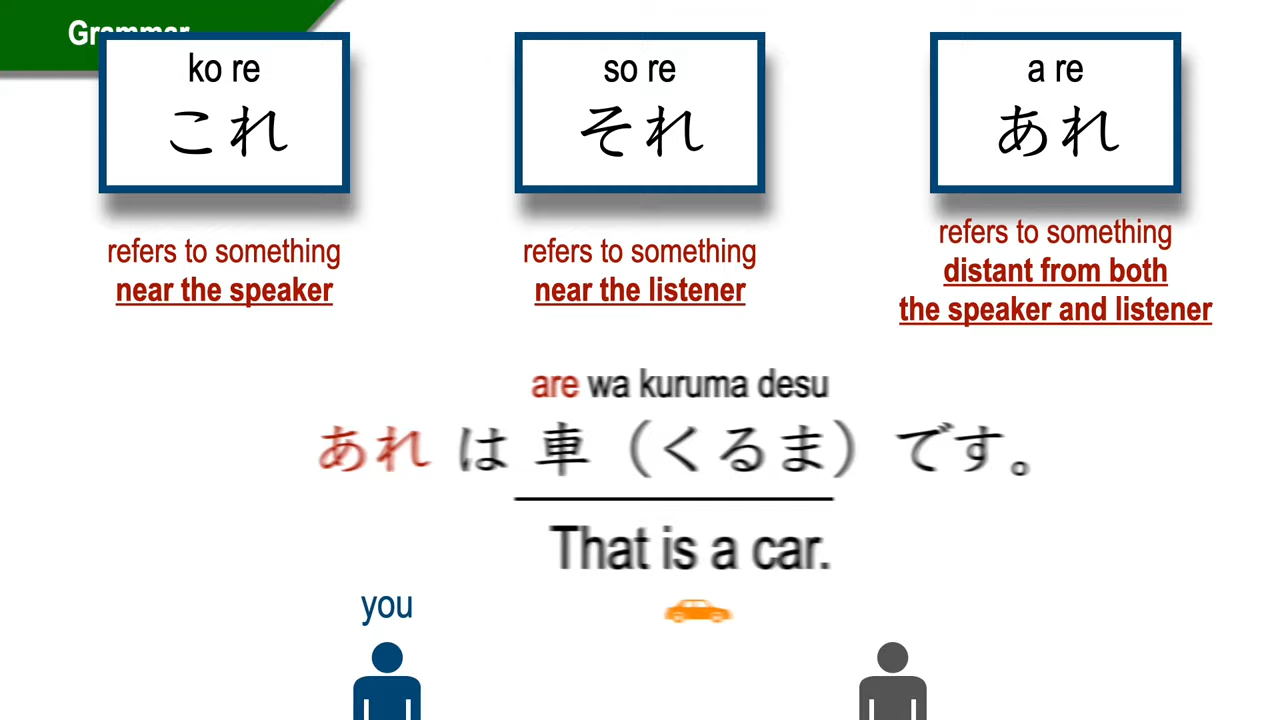 Grammar
ko re
これ
refers to something
near the speaker
so re
それ
refers to something
near the listener
a re
あれ
refers to something
distant from both
the speaker and listener
are wa kuruma desu
あれ は 車 （くるま） です。
That is a car.
you